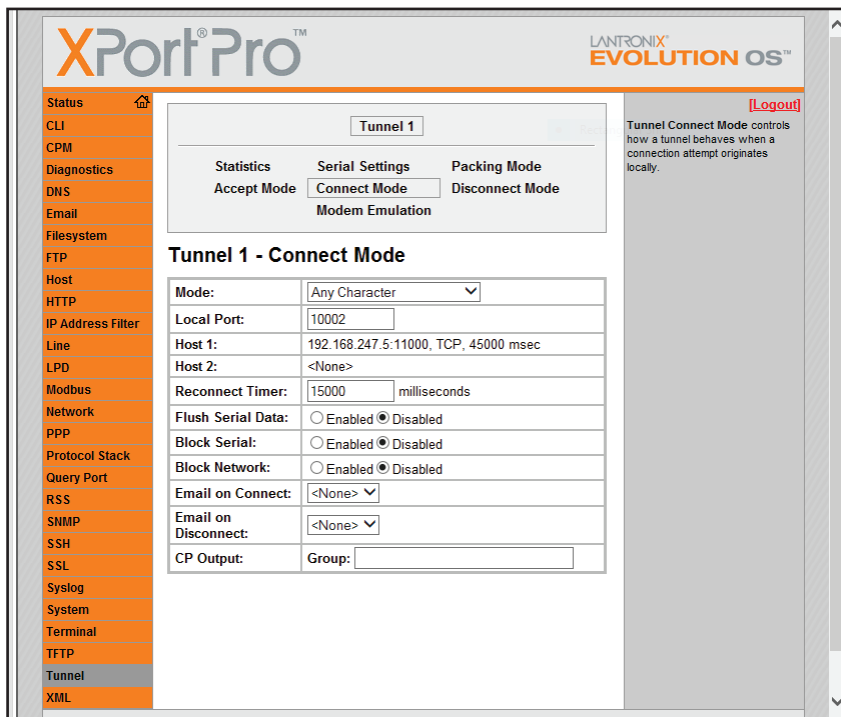 XPort® Pro™
LANTRONIX®
EVOLUTION OS™
Status
CLI
CPM
Diagnostics
DNS
Email
Filesystem
FTP
Host
HTTP
IP Address Filter
Line
LPD
Modbus
Network
PPP
Protocol Stack
Query Port
RSS
SNMP
SSH
SSL
Syslog
System
Terminal
TFTP
Tunnel
XML
Tunnel 1
Statistics Serial Settings Packing Mode
Accept Mode Connect Mode Disconnect Mode
Modem Emulation
Tunnel 1 - Connect Mode
Mode: Any Character
Local Port: 10002
Host 1: 192.168.247.5:11000, TCP, 45000 msec
Host 2: <None>
Reconnect Timer: 15000 milliseconds
Flush Serial Data: Enabled Disabled
Block Serial: Enabled Disabled
Block Network: Enabled Disabled
Email on Connect: <None>
Email on
Disconnect: <None>
CP Output: Group:
[Logout]
Tunnel Connect Mode controls
how a tunnel behaves when a
connection attempt originates
locally.